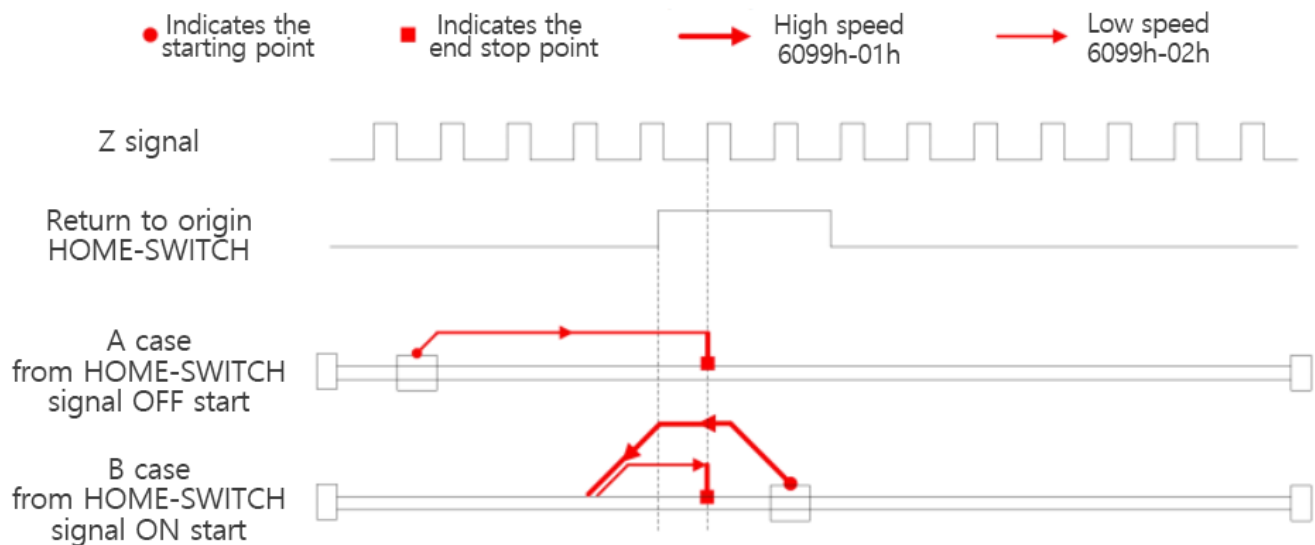 Indicates the
starting point
Indicates the
end stop point
High speed
6099h-01h
Low speed
6099h-02h
Z signal
Return to origin
HOME-SWITCH
A case
from HOME-SWITCH
signal OFF start
B case
from HOME-SWITCH
signal ON start